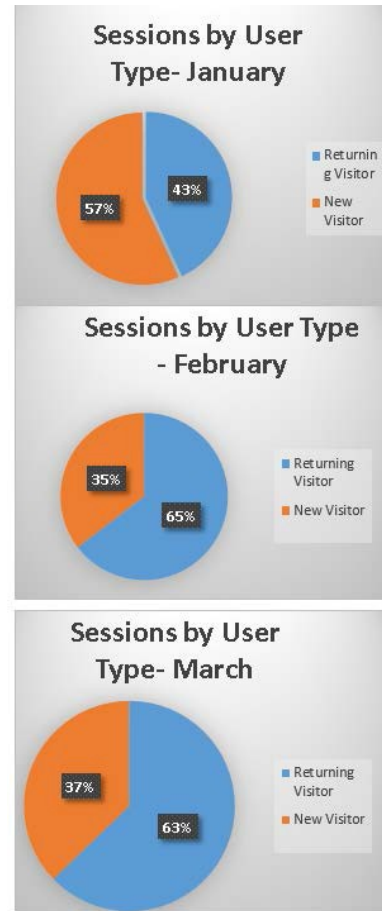 Sessions by User
Type- January
43%
57%
Returnin
g Visitor
New
Visitor
Sessions by User Type
- February
35%
65%
Returning
Visitor
New Visitor
Sessions by User
Type- March
37%
63%
Returning
Visitor
New Visitor